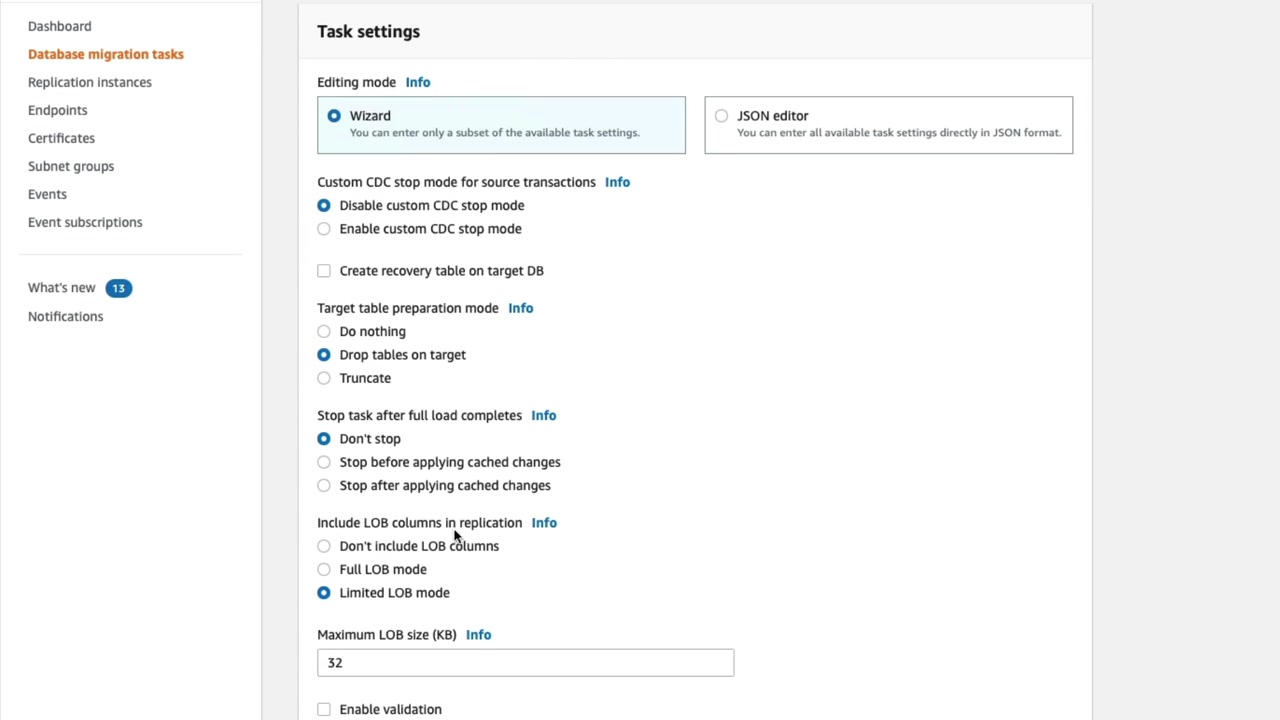 Dashboard
Database migration tasks
Replication instances
Endpoints
Certificates
Subnet groups
Events
Event subscriptions
What's new 13
Notifications
Task settings
Editing mode Info
Wizard
You can enter only a subset of the available task settings.
JSON editor
You can enter all available task settings directly in JSON format.
Custom CDC stop mode for source transactions Info
Disable custom CDC stop mode
Enable custom CDC stop mode
Create recovery table on target DB
Target table preparation mode Info
Do nothing
Drop tables on target
Truncate
Stop task after full load completes Info
Don't stop
Stop before applying cached changes
Stop after applying cached changes
Include LOB columns in replication Info
Don't include LOB columns
Full LOB mode
Limited LOB mode
Maximum LOB size (KB) Info
32
Enable validation